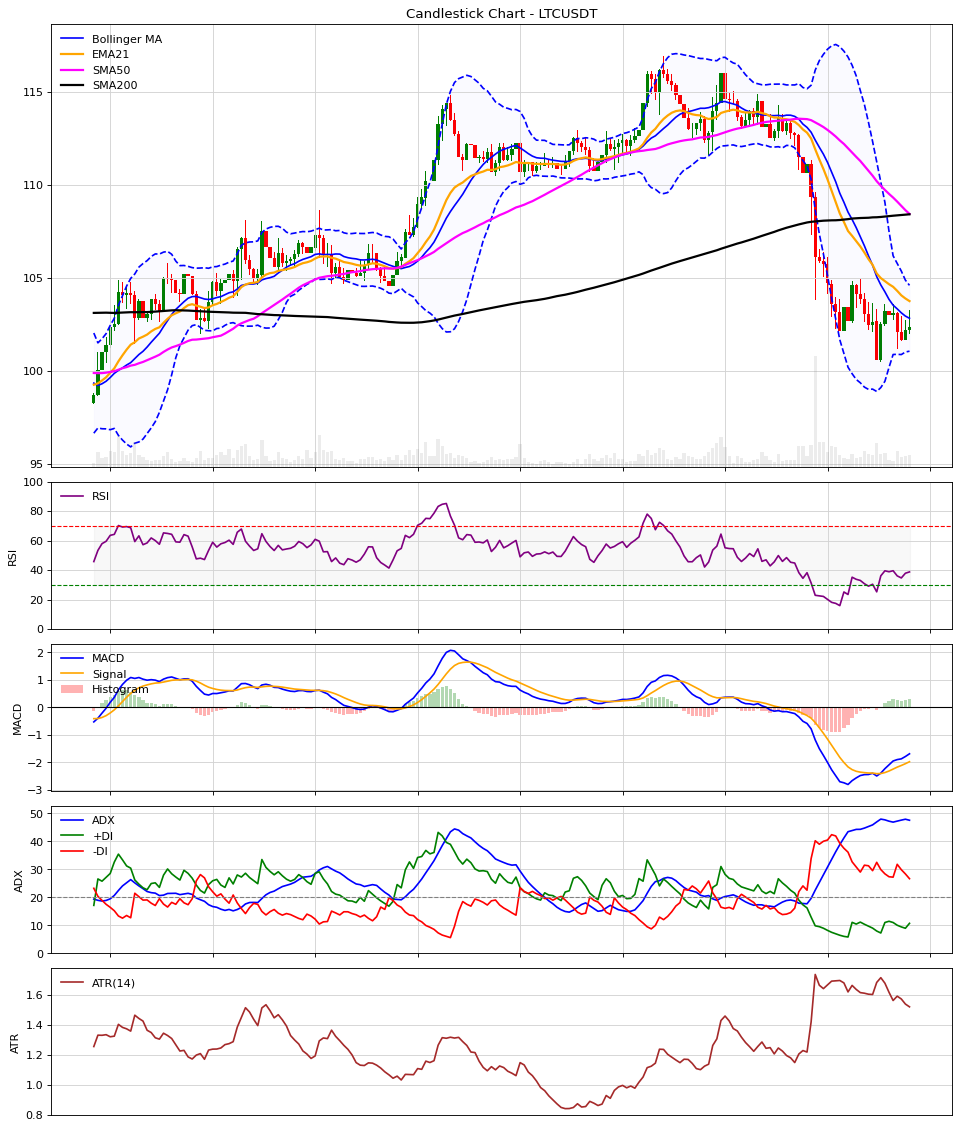 Candlestick Chart - LTCUSDT
Bollinger MA
EMA21
SMA50
SMA200
115
110
105
100
95
RSI
100
80
60
40
20
0
RSI
MACD
Signal
Histogram
2
1
0
−1
−2
−3
MACD
ADX
+DI
-DI
50
40
30
20
10
0
ADX
ATR(14)
1.6
1.4
1.2
1.0
0.8
ATR